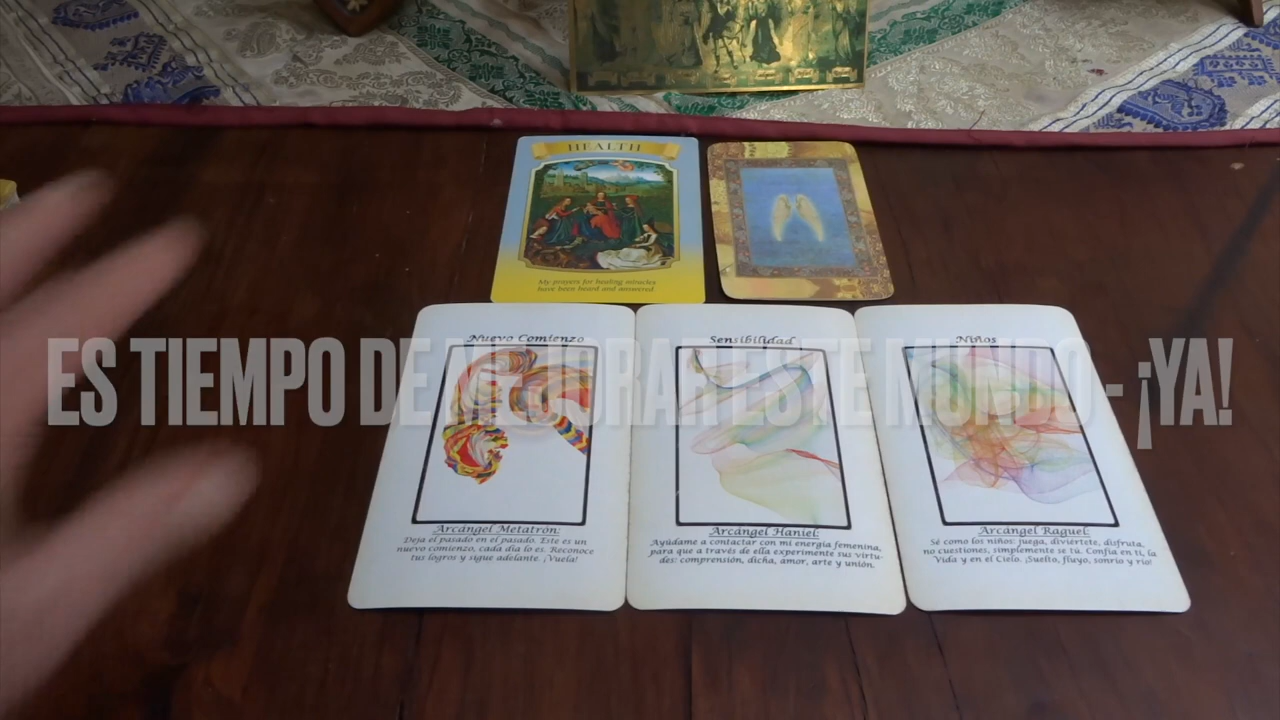 HEALTH
My prayers for healing miracles
have been heard and answered
ES TIEMPO DE MEJORAR ESTE MUNDO - ¡YA!
Nuevo Comienzo
Arcángel Metatrón:
Deja el pasado en el pasado. Este es un
nuevo comienzo, cada día lo es. Reconoce
tus logros y sigue adelante. ¡Vuela!
Sensibilidad
Arcángel Haniel:
Ayúdame a contactar con mi energía femenina,
para que a través de ella experimente sus virtu-
des: comprensión, dicha, amor, arte y unión.
Niños
Arcángel Raguel:
Sé como los niños: juega, diviértete, disfruta,
no cuestiones, simplemente se tú. Confía en ti, la
Vida y en el Cielo. ¡Suelto, fluyo, sonrío y río!